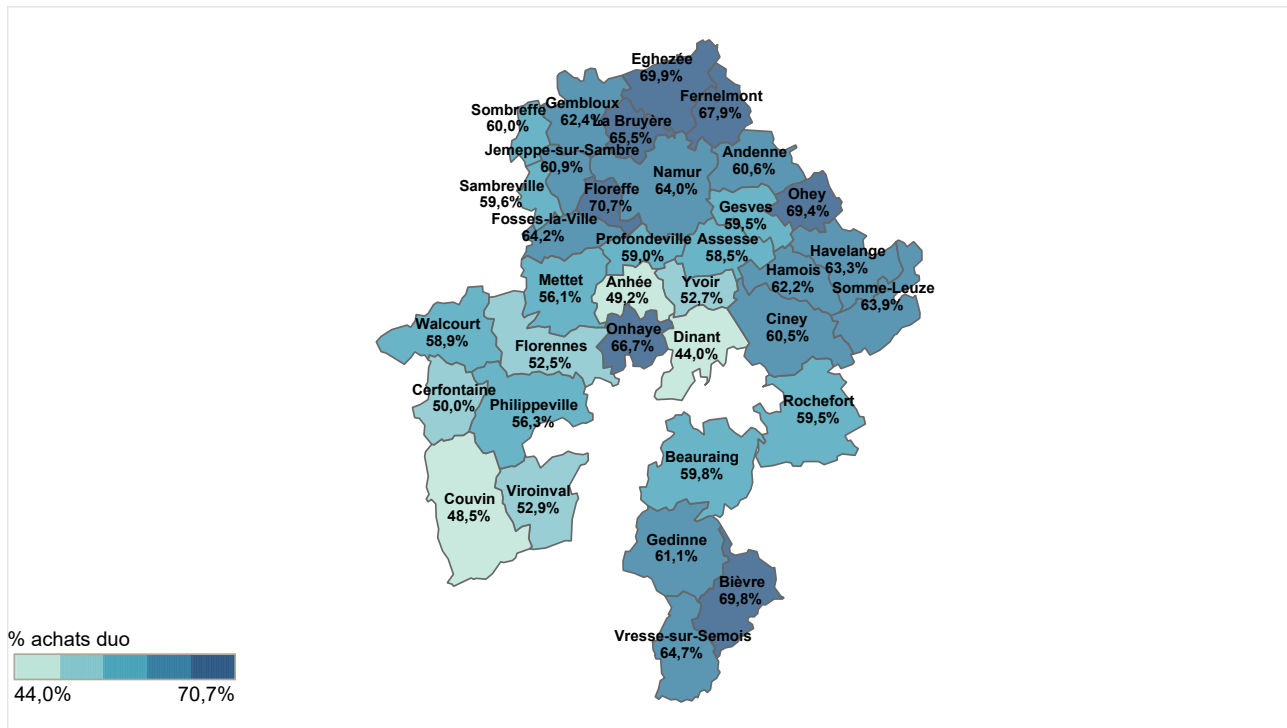 Eghezée
69,9%
Fernelmont
67,9%
Gembloux
62,4%
La Bruyère
65,5%
Sombreffe
60,0%
Jemeppe-sur-Sambre
60,9%
Andenne
60,6%
Namur
64,0%
Sambreville
59,6%
Floreffe
70,7%
Ohey
69,4%
Gesves
59,5%
Fosses-la-Ville
64,2%
Profondeville
59,0%
Assesse
58,5%
Havelange
63,3%
Hamois
62,2%
Somme-Leuze
63,9%
Mettet
56,1%
Anhée
49,2%
Yvoir
52,7%
Ciney
60,5%
Walcourt
58,9%
Florennes
52,5%
Onhaye
66,7%
Dinant
44,0%
Cerfontaine
50,0%
Philippeville
56,3%
Rochefort
59,5%
Beauraing
59,8%
Couvin
48,5%
Viroinval
52,9%
Gedinne
61,1%
Bièvre
69,8%
Vresse-sur-Semois
64,7%
% achats duo
44,0% 70,7%